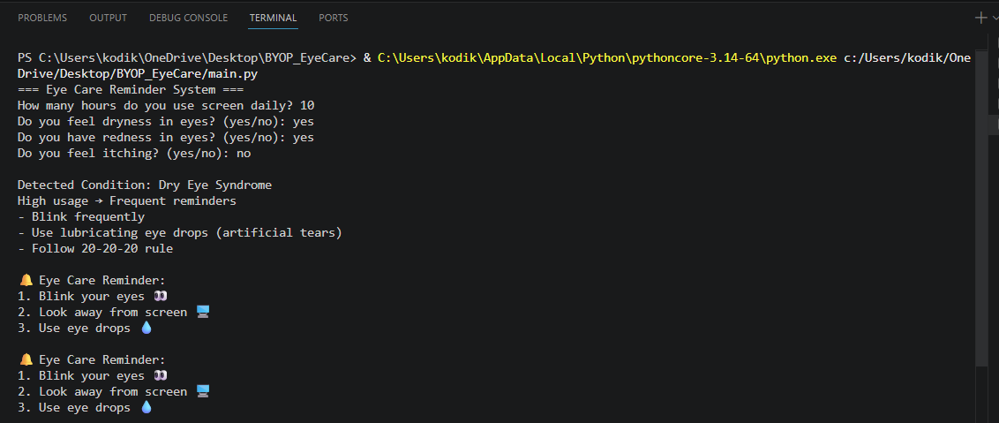 PROBLEMS OUTPUT DEBUG CONSOLE TERMINAL PORTS
PS C:\Users\kodik\OneDrive\Desktop\BYOP_EyeCare> & C:\Users\kodik\AppData\Local\Python\pythoncore-3.14-64\python.exe c:/Users/kodik/One
Drive/Desktop/BYOP_EyeCare/main.py
=== Eye Care Reminder System ===
How many hours do you use screen daily? 10
Do you feel dryness in eyes? (yes/no): yes
Do you have redness in eyes? (yes/no): yes
Do you feel itching? (yes/no): no
Detected Condition: Dry Eye Syndrome
High usage → Frequent reminders
- Blink frequently
- Use lubricating eye drops (artificial tears)
- Follow 20-20-20 rule
🔔 Eye Care Reminder:
1. Blink your eyes 👀
2. Look away from screen 🖥️
3. Use eye drops 💧
🔔 Eye Care Reminder:
1. Blink your eyes 👀
2. Look away from screen 🖥️
3. Use eye drops 💧